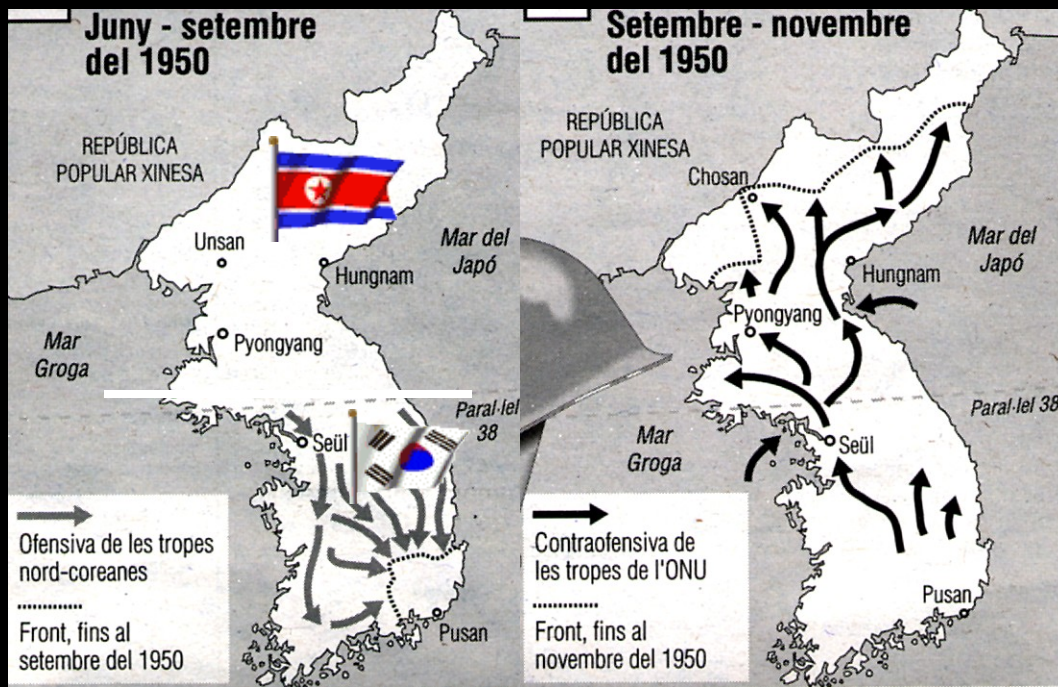 Juny - setembre
del 1950
REPÚBLICA
POPULAR XINESA
Unsan
Hungnam
Mar del
Japó
Pyongyang
Mar
Groga
Paral·lel
38
Seül
Ofensiva de les tropes
nord-coreanes
Front, fins al
setembre del 1950
Pusan
Setembre - novembre
del 1950
REPÚBLICA
POPULAR XINESA
Chosan
Mar del
Japó
Hungnam
Pyongyang
Paral·lel 38
Mar
Groga
Seül
Contraofensiva de
les tropes de l'ONU
Front, fins al
novembre del 1950
Pusan